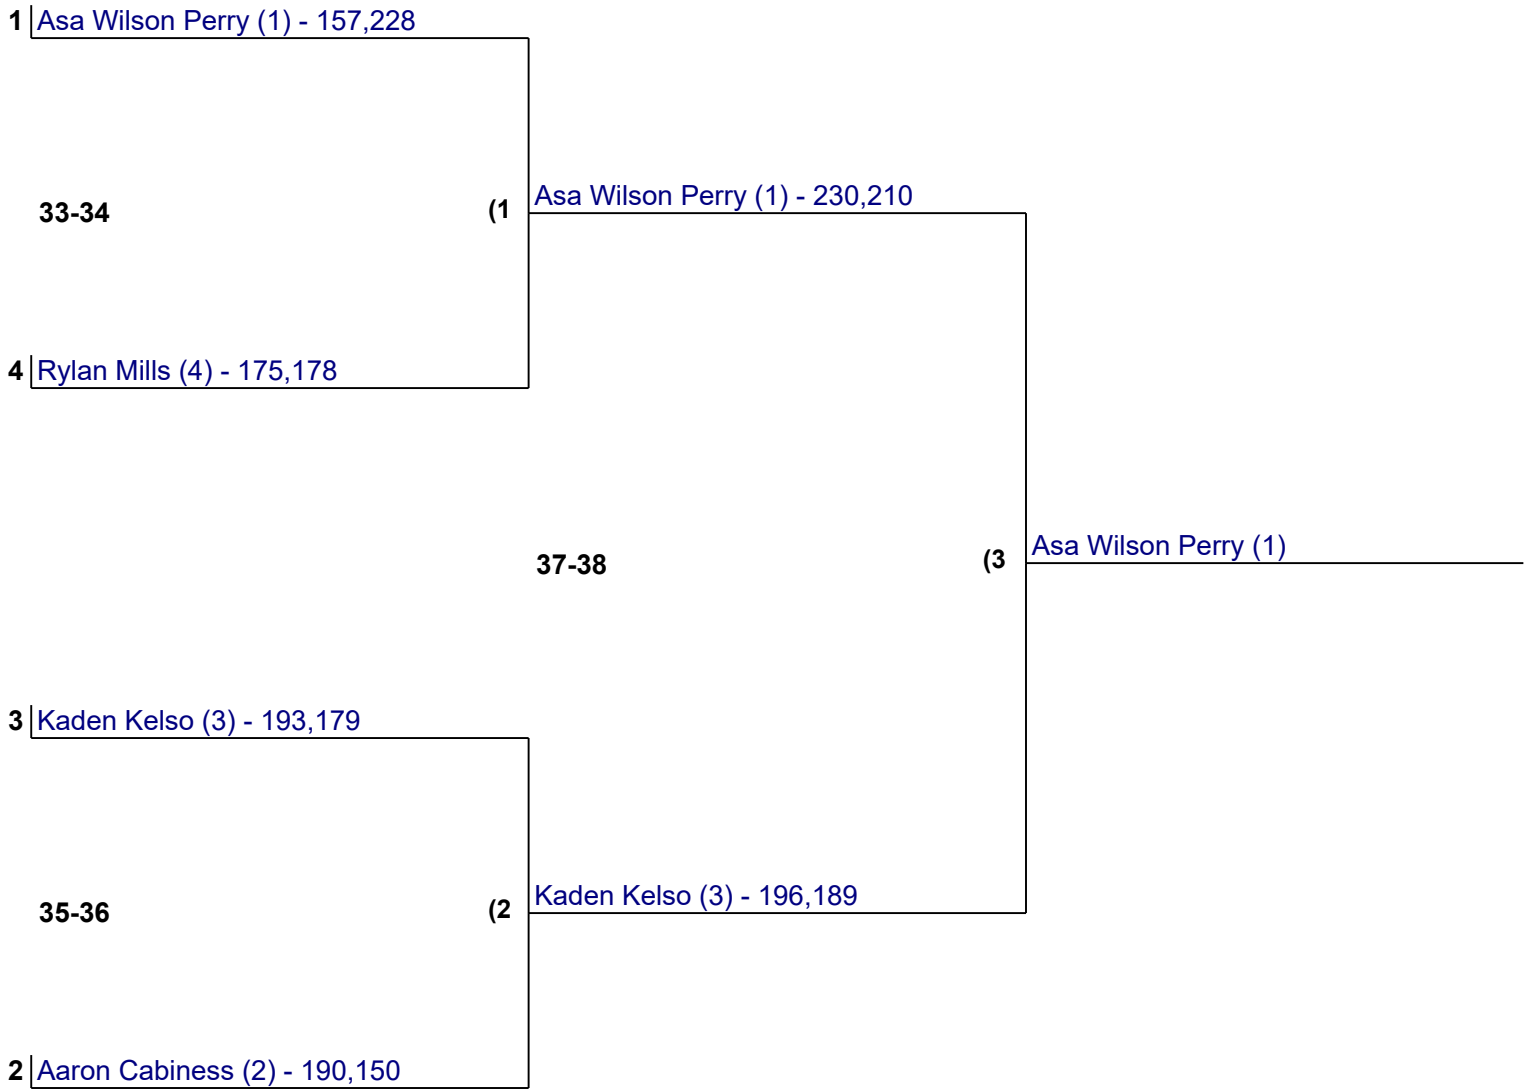 1 Asa Wilson Perry (1) - 157,228
33-34 (1 Asa Wilson Perry (1) - 230,210
4 Rylan Mills (4) - 175,178
37-38 (3 Asa Wilson Perry (1)
3 Kaden Kelso (3) - 193,179
35-36 (2 Kaden Kelso (3) - 196,189
2 Aaron Cabiness (2) - 190,150